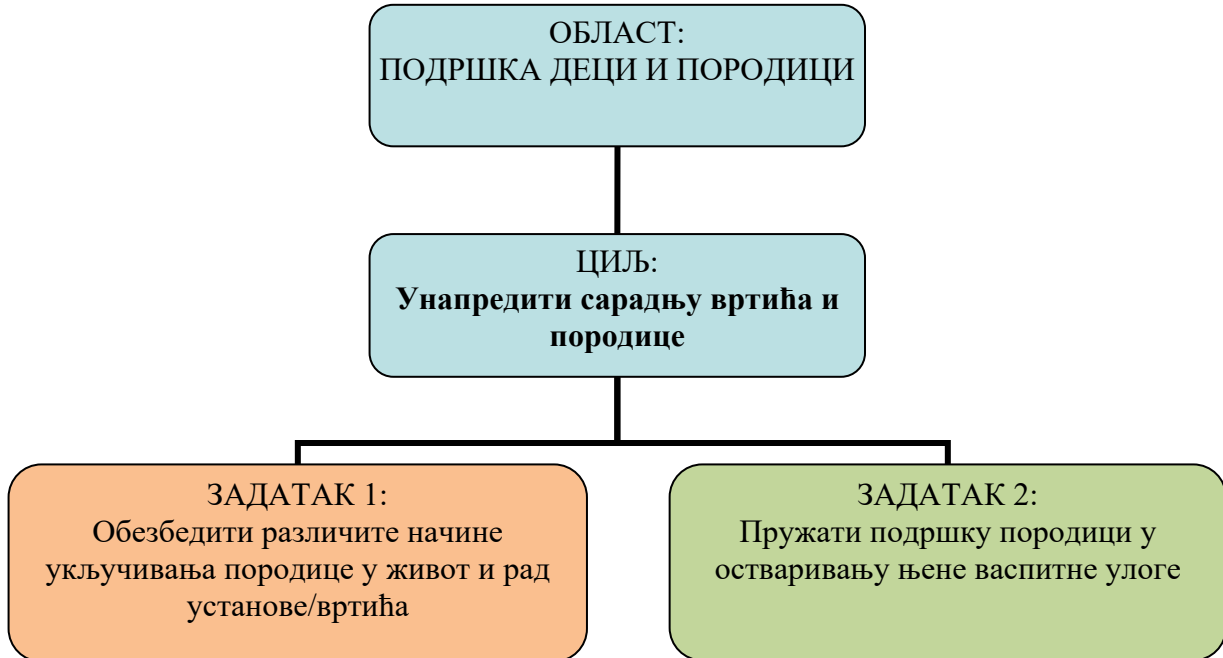 ОБЛАСТ:
ПОДРШКА ДЕЦИ И ПОРОДИЦИ
ЦИЉ:
Унапредити сарадњу вртића и
породице
ЗАДАТАК 1:
Обезбедити различите начине
укључивања породице у живот и рад
установе/вртића
ЗАДАТАК 2:
Пружати подршку породици у
остваривању њене васпитне улоге